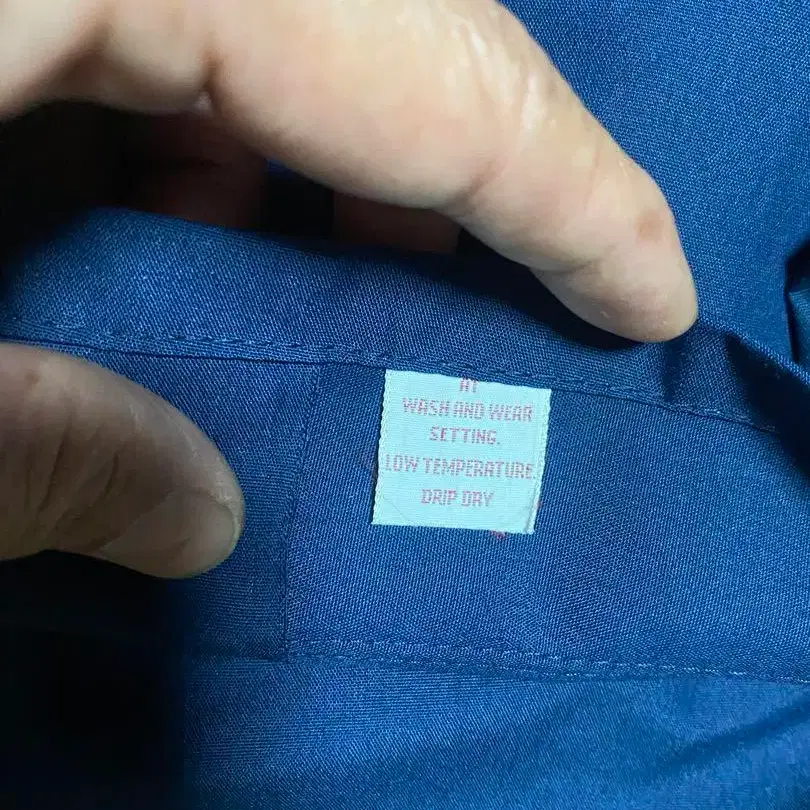 AT
WASH AND WEAR
SETTING.
LOW TEMPERATURE.
DRIP DRY